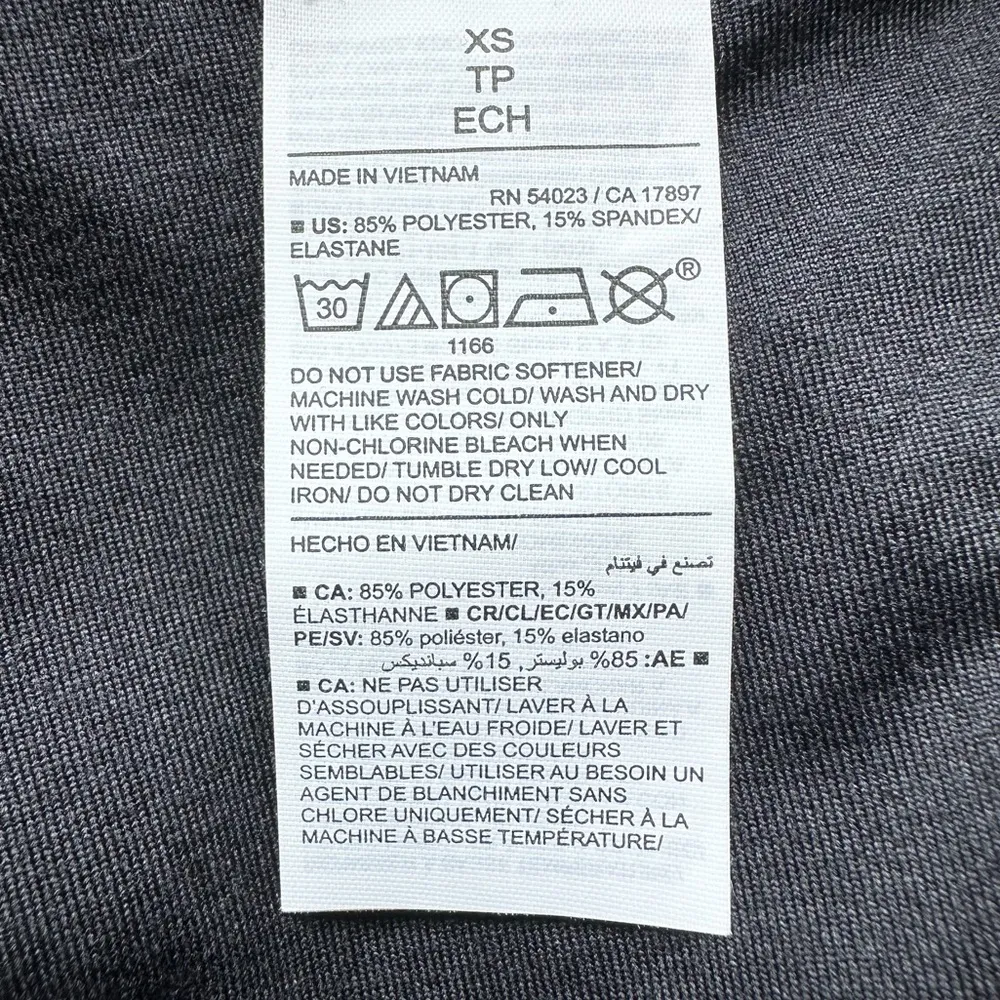 XS
TP
ECH
MADE IN VIETNAM
RN 54023 / CA 17897
US: 85% POLYESTER, 15% SPANDEX/
ELASTANE
30
®
1166
DO NOT USE FABRIC SOFTENER/
MACHINE WASH COLD/ WASH AND DRY
WITH LIKE COLORS/ ONLY
NON-CHLORINE BLEACH WHEN
NEEDED/ TUMBLE DRY LOW/ COOL
IRON/ DO NOT DRY CLEAN
HECHO EN VIETNAM/
تصنع في فيتنام
CA: 85% POLYESTER, 15%
ÉLASTHANNE CR/CL/EC/GT/MX/PA/
PE/SV: 85% poliéster, 15% elastano
AE: 85% بوليستر, 15% سبانديكس
CA: NE PAS UTILISER
D'ASSOUPLISSANT/ LAVER À LA
MACHINE À L'EAU FROIDE/ LAVER ET
SÉCHER AVEC DES COULEURS
SEMBLABLES/ UTILISER AU BESOIN UN
AGENT DE BLANCHIMENT SANS
CHLORE UNIQUEMENT/ SÉCHER À LA
MACHINE À BASSE TEMPÉRATURE/